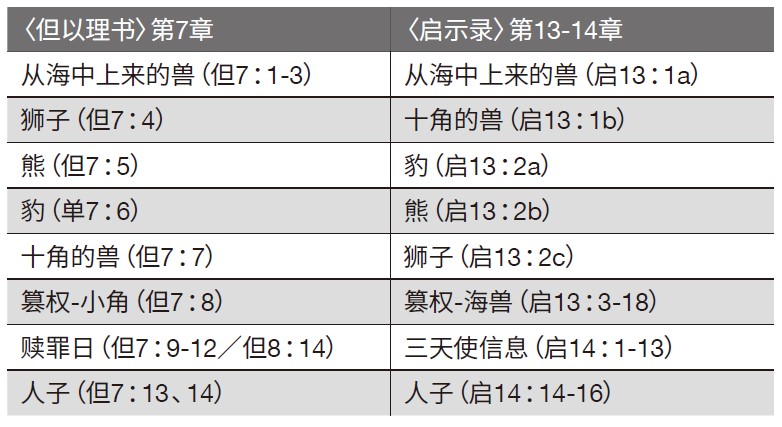 〈但以理书〉第7章 〈启示录〉第13-14章
从海中上来的兽（但7：1-3） 从海中上来的兽（启13：1a）
狮子（但7：4） 十角的兽（启13：1b）
熊（但7：5） 豹（启13：2a）
豹（单7：6） 熊（启13：2b）
十角的兽（但7：7） 狮子（启13：2c）
篡权-小角（但7：8） 篡权-海兽（启13：3-18）
赎罪日（但7：9-12／但8：14） 三天使信息（启14：1-13）
人子（但7：13、14） 人子（启14：14-16）